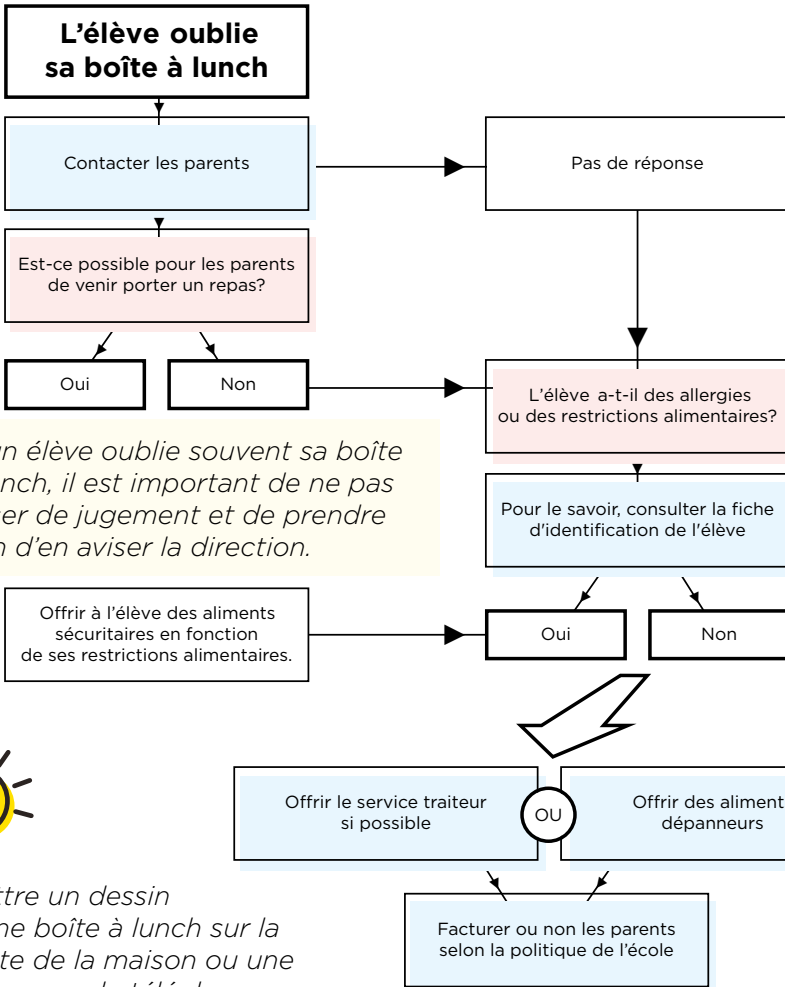 L'élève oublie
sa boîte à lunch
Contacter les parents
Pas de réponse
Est-ce possible pour les parents
de venir porter un repas?
Oui
Non
L'élève a-t-il des allergies
ou des restrictions alimentaires?
un élève oublie souvent sa boîte
nch, il est important de ne pas
ser de jugement et de prendre
n d'en aviser la direction.
Pour le savoir, consulter la fiche
d'identification de l'élève
Offrir à l'élève des aliments
sécuritaires en fonction
de ses restrictions alimentaires.
Oui
Non
Offrir le service traiteur
si possible
OU
Offrir des aliment
dépanneurs
ttre un dessin
ne boîte à lunch sur la
te de la maison ou une
Facturer ou non les parents
selon la politique de l'école